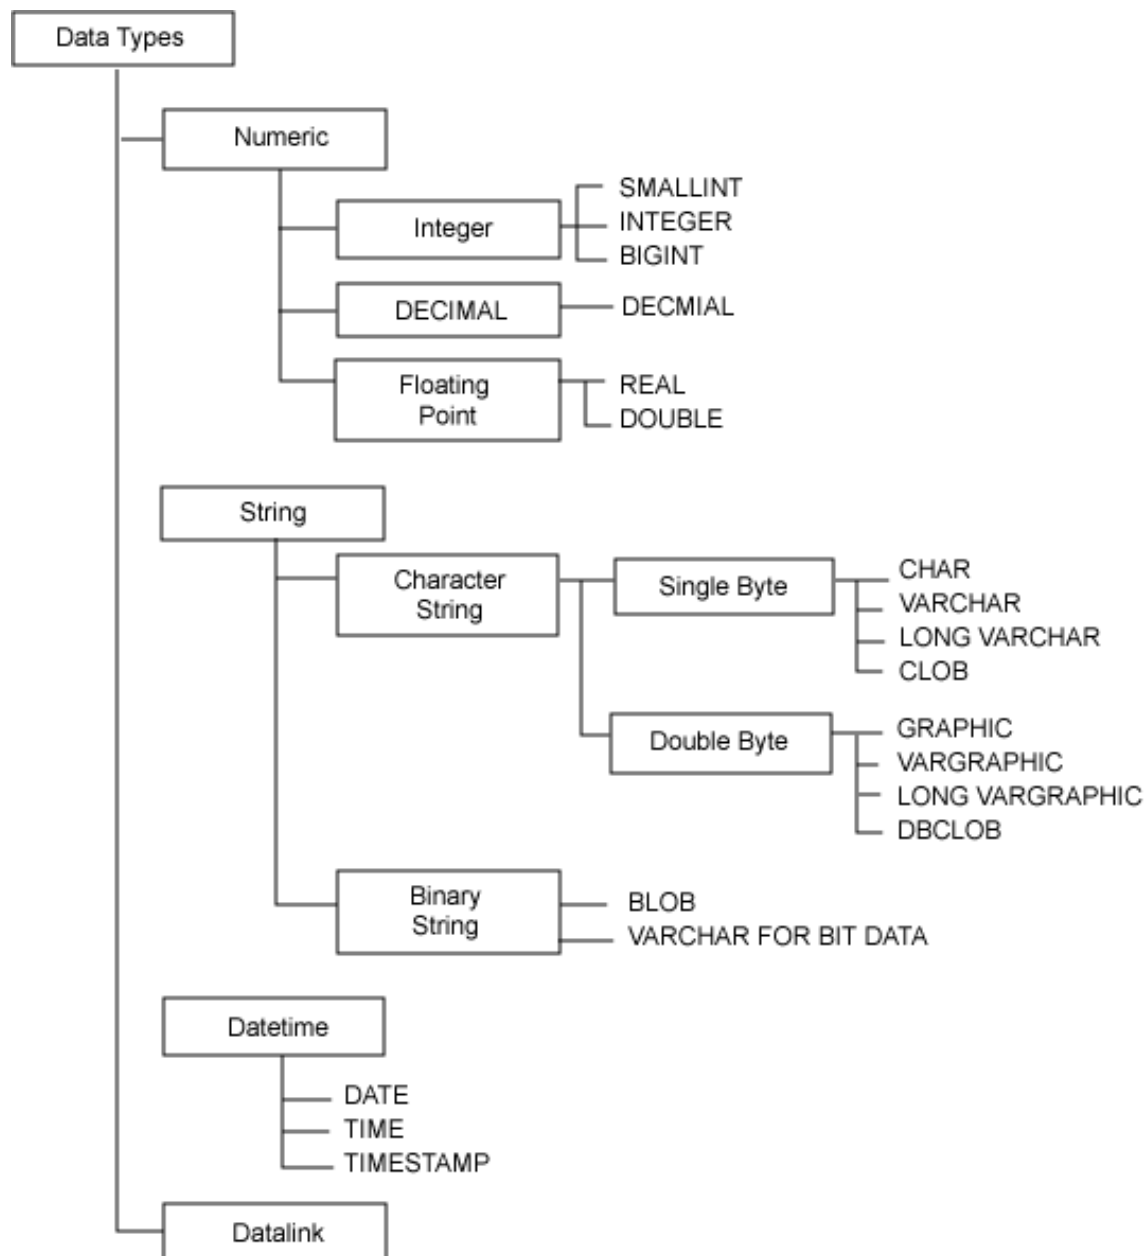 Data Types
Numeric
Integer
SMALLINT
INTEGER
BIGINT
DECIMAL
DECMIAL
Floating
Point
REAL
DOUBLE
String
Character
String
Single Byte
CHAR
VARCHAR
LONG VARCHAR
CLOB
Double Byte
GRAPHIC
VARGRAPHIC
LONG VARGRAPHIC
DBCLOB
Binary
String
BLOB
VARCHAR FOR BIT DATA
Datetime
DATE
TIME
TIMESTAMP
Datalink